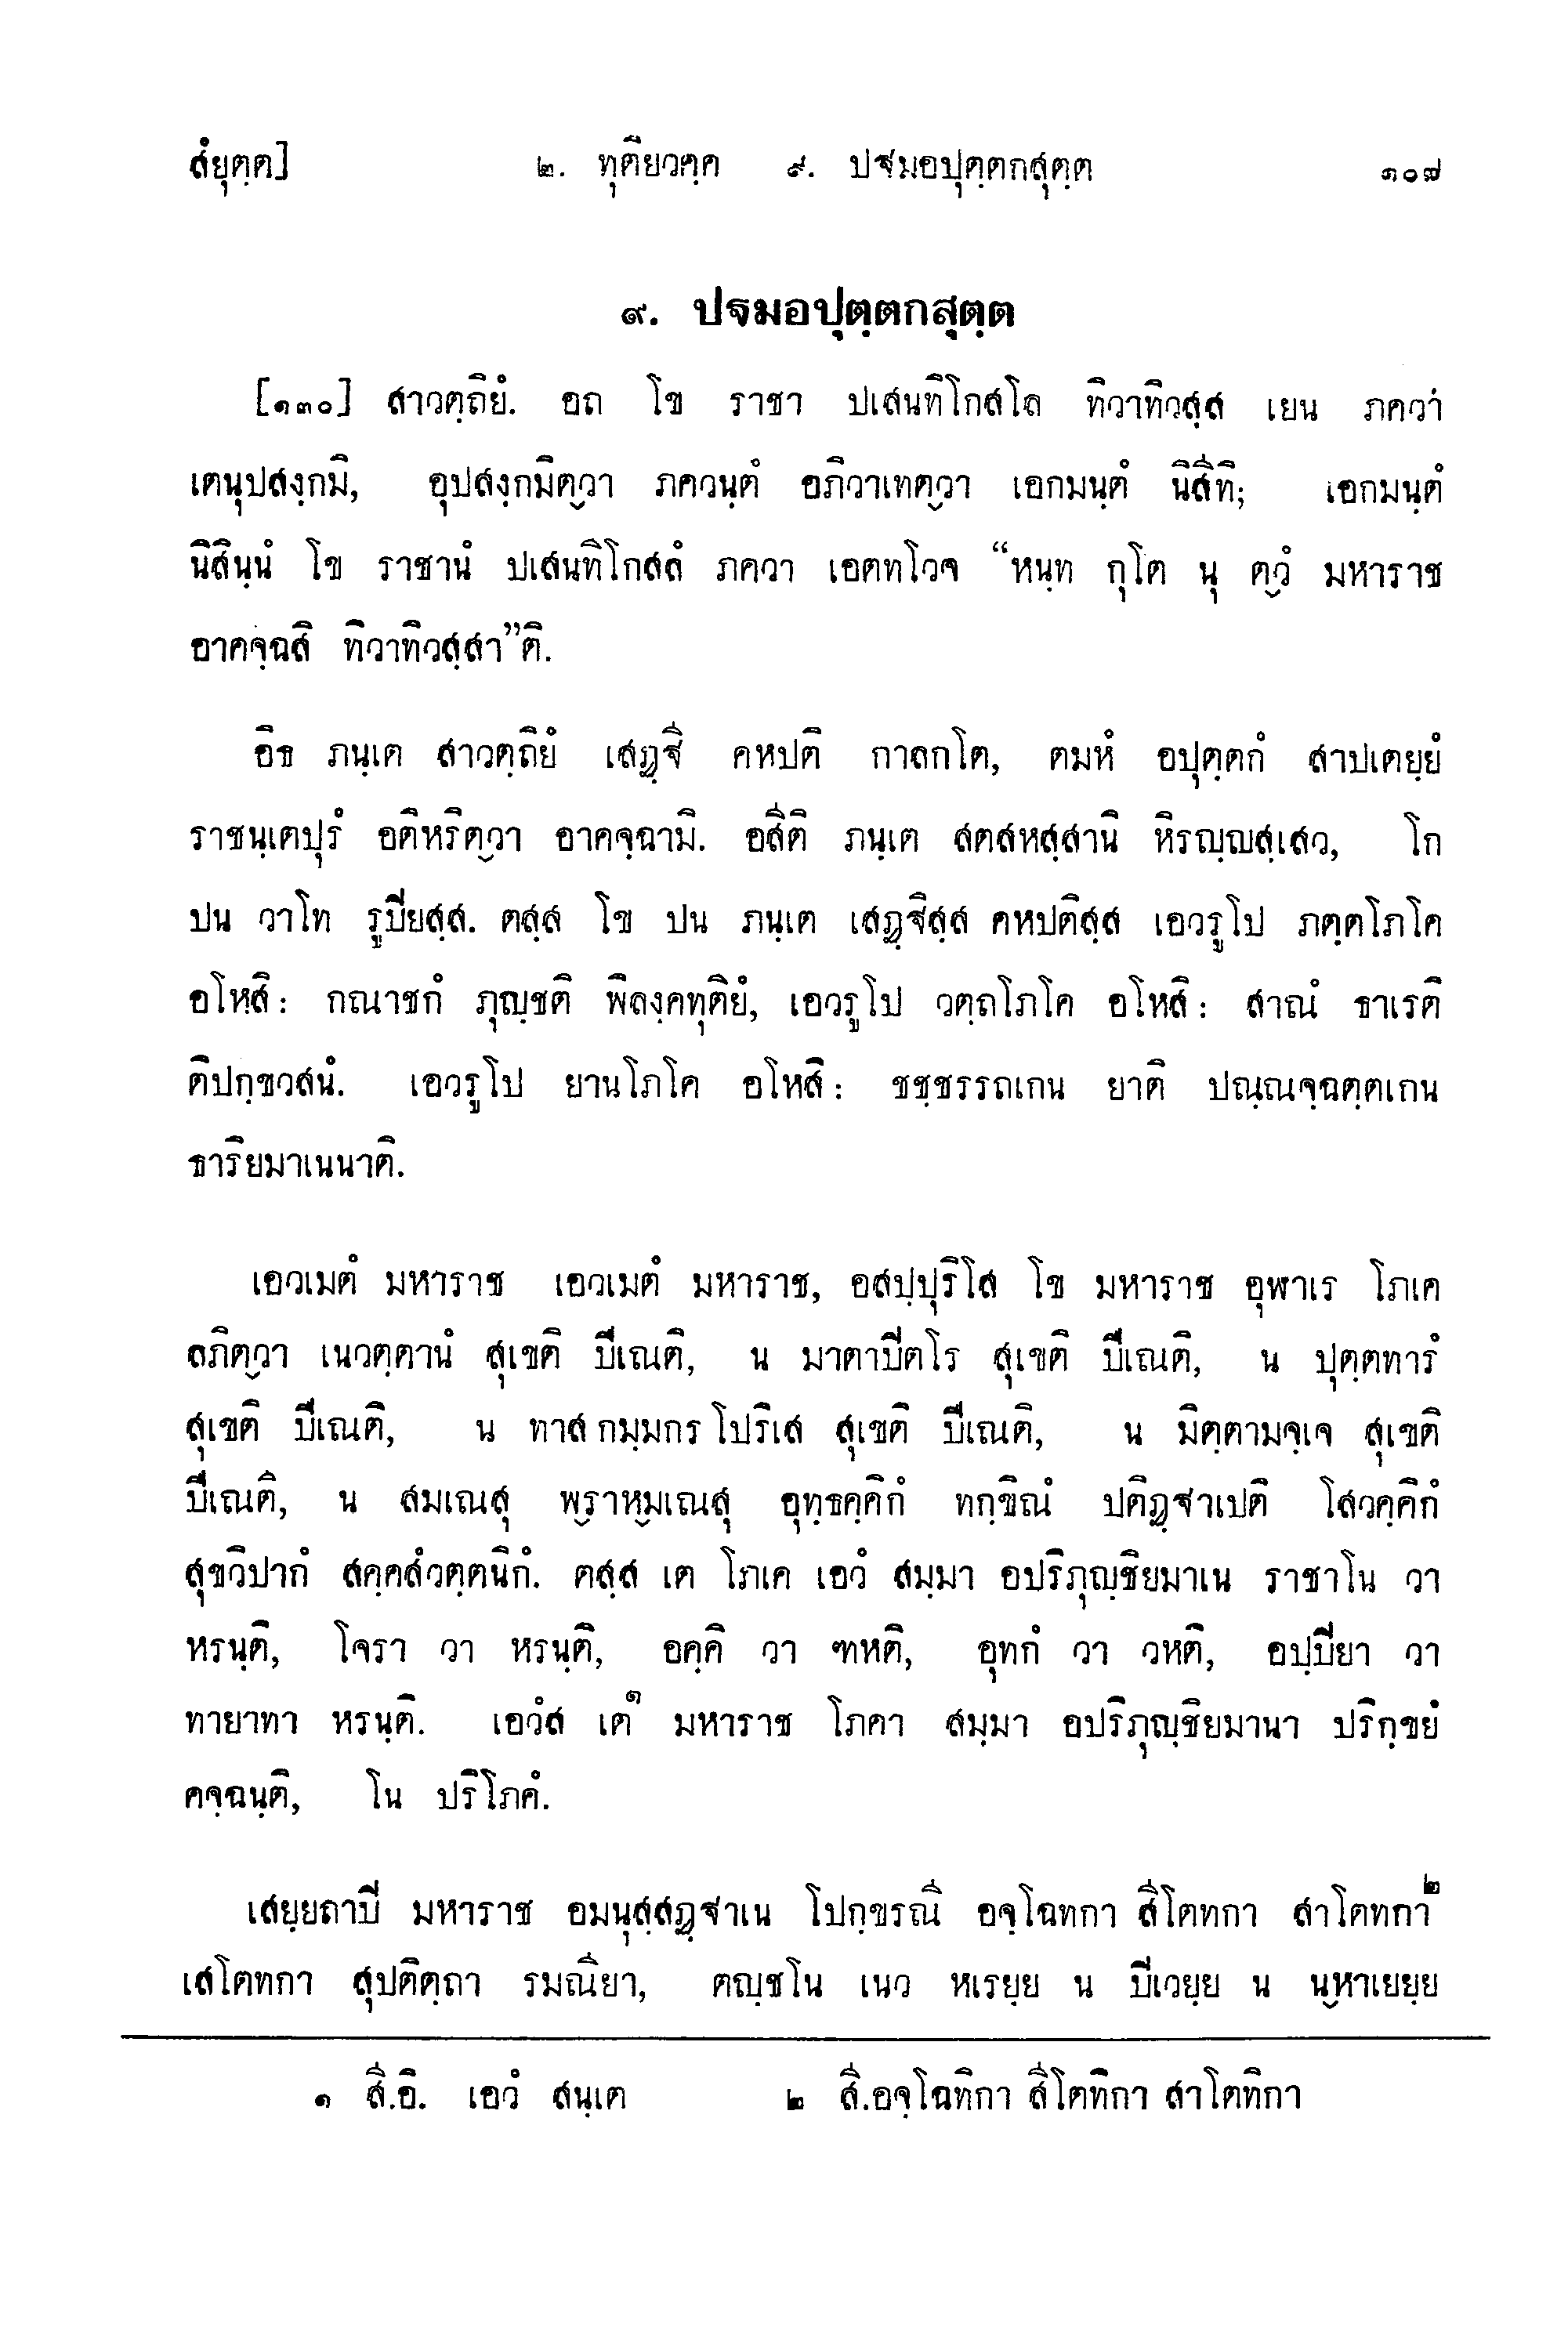 สํยุตฺต]	๒. ทุติยวคฺค ๙. ปฐมอปุตฺตกสุตฺต	๑๐๗
๙. ปฐมอปุตฺตกสุตฺต
[๑๓๐] สาวตฺถิยํ. อถ โข ราชา ปเสนทิโกสโล ทิวาทิวสฺส เยน ภควา
เตนุปสงฺกมิ, อุปสงฺกมิตฺวา ภควนฺตํ อภิวาเทตฺวา เอกมนฺตํ นิสีทิ; เอกมนฺตํ
นิสินฺนํ โข ราชานํ ปเสนทิโกสลํ ภควา เอตทโวจ “หนฺท กุโต นุ ตฺวํ มหาราช
อาคจฺฉสิ ทิวาทิวสฺสา”ติ.
อิธ ภนฺเต สาวตฺถิยํ เสฏฺฐี คหปติ กาลกโต, ตมหํ อปุตฺตกํ สาปเตยฺยํ
ราชนฺเตปุรํ อติหริตฺวา อาคจฺฉามิ. อสีติ ภนฺเต สตสหสฺสานิ หิรญฺญสฺเสว, โก
ปน วาโท รูปิยสฺส. ตสฺส โข ปน ภนฺเต เสฏฺฐิสฺส คหปติสฺส เอวรูโป ภตฺตโภโค
อโหสิ: กณาชกํ ภุญฺชติ พิลงฺคทุติยํ, เอวรูโป วตฺถโภโค อโหสิ: สาณํ ธาเรติ
ติปกฺขวสนํ. เอวรูโป ยานโภโค อโหสิ: ชชฺชรรถเกน ยาติ ปณฺณจฺฉตฺตเกน
ธาริยมาเนนาติ.
เอวเมตํ มหาราช เอวเมตํ มหาราช, อสปฺปุริโส โข มหาราช อุฬาเร โภเค
ลภิตฺวา เนวตฺตานํ สุเขติ ปีเณติ, น มาตาปิตโร สุเขติ ปีเณติ, น ปุตฺตทารํ
สุเขติ ปีเณติ, น ทาสกมฺมกรโปริเส สุเขติ ปีเณติ, น มิตฺตามจฺเจ สุเขติ
ปีเณติ, น สมเณสุ พฺราหฺมเณสุ อุทฺธคฺคิกํ ทกฺขิณํ ปติฏฺฐาเปติ โสวคฺคิกํ
สุขวิปากํ สคฺคสํวตฺตนิกํ. ตสฺส เต โภเค เอวํ สมฺมา อปริภุญฺชิยมาเน ราชาโน วา
หรนฺติ, โจรา วา หรนฺติ, อคฺคิ วา ฑหติ, อุทกํ วา วหติ, อปฺปิยา วา
ทายาทา หรนฺติ. เอวํส เต๑ มหาราช โภคา สมฺมา อปริภุญฺชิยมานา ปริกฺขยํ
คจฺฉนฺติ, โน ปริโภคํ.
เสยฺยถาปิ มหาราช อมนุสฺสฏฺฐาเน โปกฺขรณี อจฺโฉทกา สีโตทกา สาโตทกา๒
เสโตทกา สุปติตฺถา รมณียา, ตญฺชโน เนว หเรยฺย น ปิเวยฺย น นฺหาเยยฺย
๑ สี.อิ. เอวํ สนฺเต	๒ สี.อจฺโฉทิกา สีโตทิกา สาโตทิกา